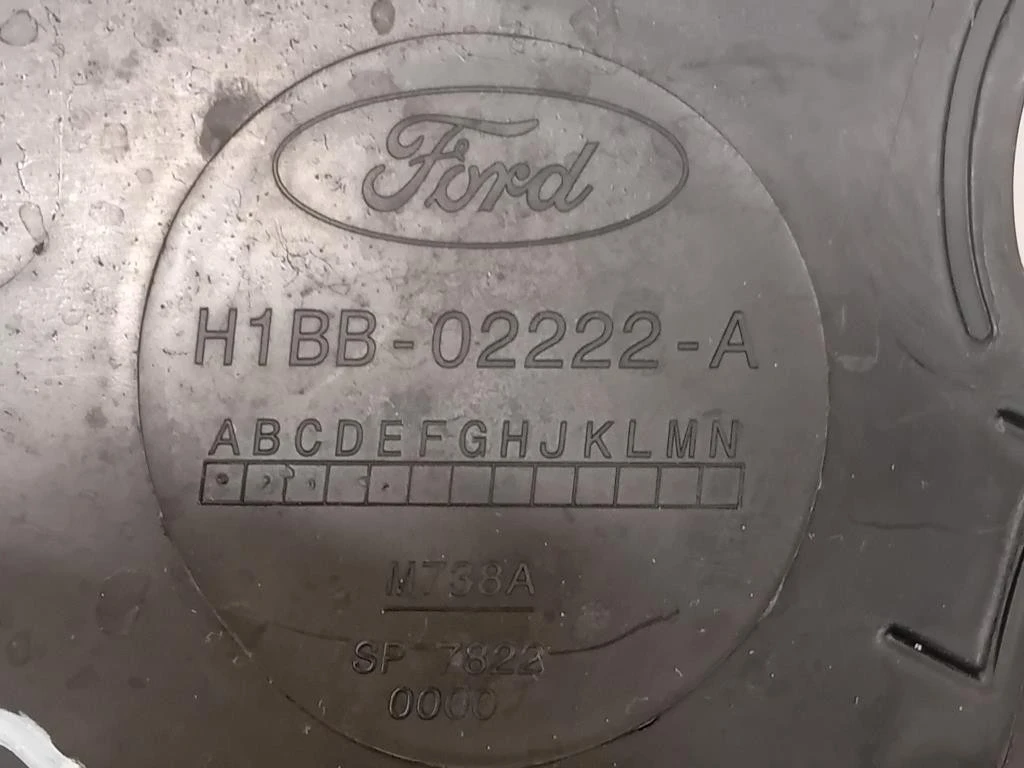 Ford
H1BB-02222-A
ABCDEFGHJKLMN
M738A
SP 7822
0000